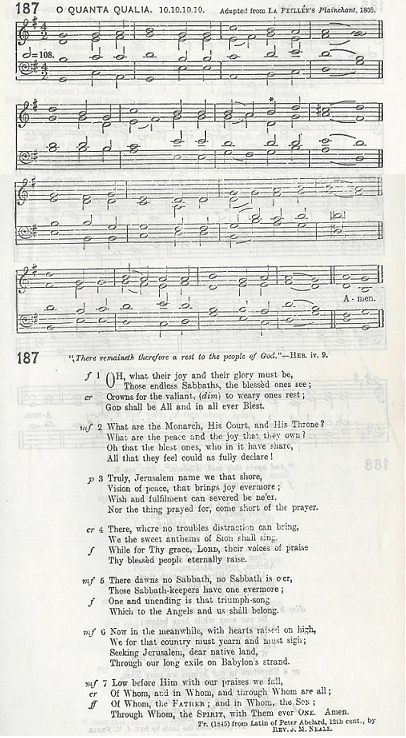 187 O QUANTA QUALIA. 10.10.10.10. Adapted from LA FEILLÉE'S Plainchant, 1808.
=108.
A - men.
187 "There remaineth therefore a rest to the people of God."—HEB. iv. 9.
f 1 OH, what their joy and their glory must be,
Those endless Sabbaths, the blessèd ones see;
cr Crowns for the valiant, (dim) to weary ones rest;
GOD shall be All and in all ever Blest.
mf 2 What are the Monarch, His Court, and His Throne?
What are the peace and the joy that they own?
Oh that the blest ones, who in it have share,
All that they feel could as fully declare!
p 3 Truly, Jerusalem name we that shore,
Vision of peace, that brings joy evermore;
Wish and fulfilment can severed be ne'er,
Nor the thing prayed for, come short of the prayer.
cr 4 There, where no troubles distraction can bring,
We the sweet anthems of Sion shall sing,
f While for Thy grace, LORD, their voices of praise
Thy blessèd people eternally raise.
mf 5 There dawns no Sabbath, no Sabbath is o'er,
Those Sabbath-keepers have one evermore;
f One and unending is that triumph-song
Which to the Angels and us shall belong.
mf 6 Now in the meanwhile, with hearts raised on high,
We for that country must yearn and must sigh;
Seeking Jerusalem, dear native land,
Through our long exile on Babylon's strand.
mf 7 Low before Him with our praises we fall,
cr Of Whom, and in Whom, and through Whom are all;
ff Of Whom, the FATHER; and in Whom, the SON;
Through Whom, the SPIRIT, with Them ever ONE. Amen.
Tr. (1845) from Latin of Peter Abelard, 12th cent., by
REV. J. M. NEALE.